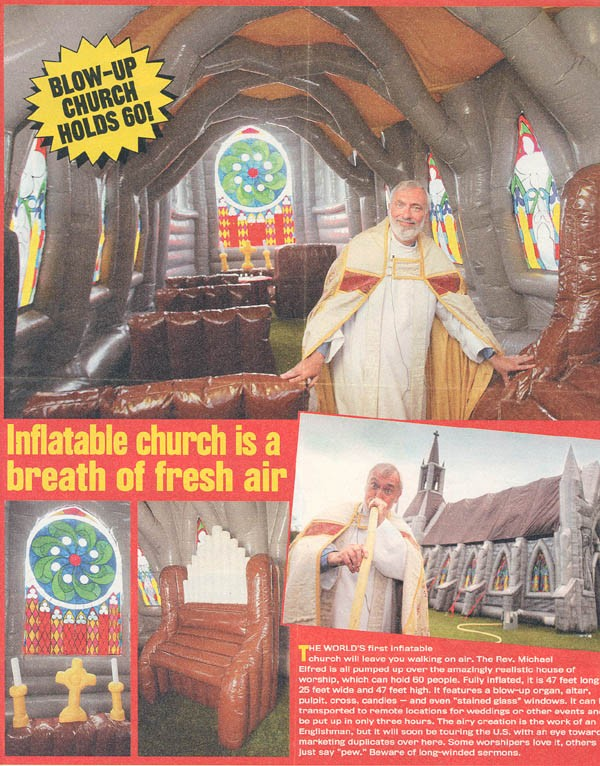 BLOW-UP
CHURCH
HOLDS 60!
Inflatable church is a
breath of fresh air
THE WORLD'S first inflatable
church will leave you walking on air. The Rev. Michael
Elfred is all pumped up over the amazingly realistic house of
worship, which can hold 60 people. Fully inflated, it is 47 feet long,
25 feet wide and 47 feet high. It features a blow-up organ, altar,
pulpit, cross, candles — and even "stained glass" windows. It can
transported to remote locations for weddings or other events and
be put up in only three hours. The airy creation is the work of an
Englishman, but it will soon be touring the U.S. with an eye toward
marketing duplicates over here. Some worshipers love it, others
just say "pew." Beware of long-winded sermons.